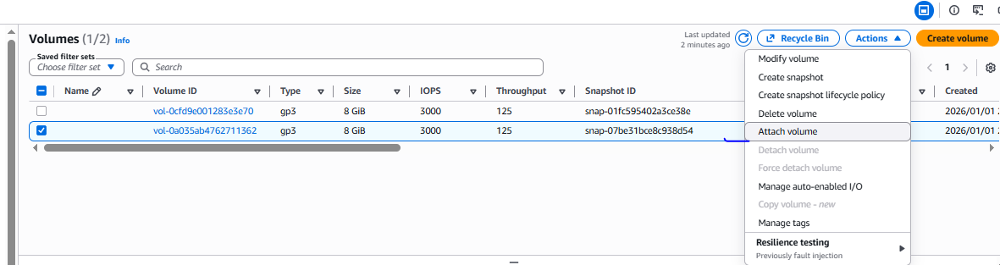 Volumes (1/2) Info
Last updated
2 minutes ago
Recycle Bin
Actions
Create volume
Saved filter sets
Choose filter set
Search
1
Name Volume ID Type Size IOPS Throughput Snapshot ID Created
vol-0cfd9e001283e3e70 gp3 8 GiB 3000 125 snap-01fc595402a3ce38e 2026/01/01
vol-0a035ab4762711362 gp3 8 GiB 3000 125 snap-07be31bce8c938d54 2026/01/01
Modify volume
Create snapshot
Create snapshot lifecycle policy
Delete volume
Attach volume
Detach volume
Force detach volume
Manage auto-enabled I/O
Copy volume - new
Manage tags
Resilience testing
Previously fault injection